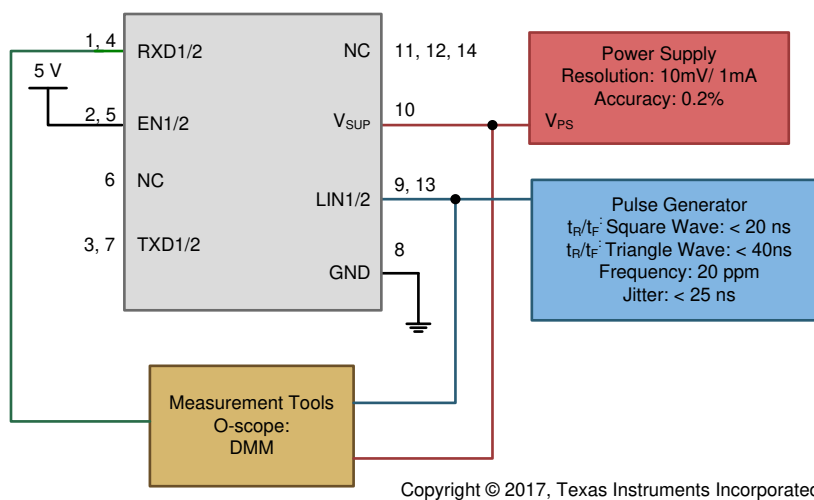 1, 4
RXD1/2
NC
11, 12, 14
5 V
2, 5
EN1/2
VSUP
10
6
NC
LIN1/2
9, 13
3, 7
TXD1/2
8
GND
Power Supply
Resolution: 10mV/ 1mA
Accuracy: 0.2%
VPS
Pulse Generator
tR/tF: Square Wave: < 20 ns
tR/tF: Triangle Wave: < 40ns
Frequency: 20 ppm
Jitter: < 25 ns
Measurement Tools
O-scope:
DMM
Copyright © 2017, Texas Instruments Incorporated